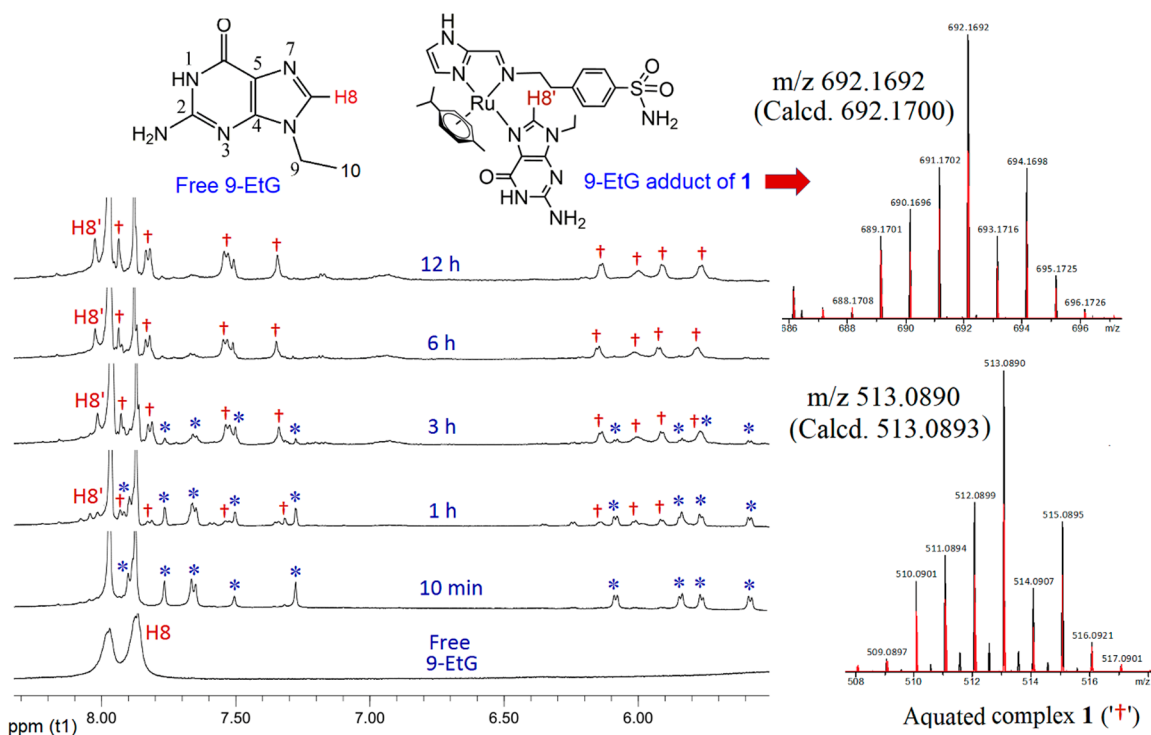 O
N
1
NH
2
H2N
N
3
4
5
7
N
8
H8
N
9
10
Free 9-EtG
H
N
N
N
Ru
H8'
O
S
O
NH2
N
N
O
N
HN
NH2
9-EtG adduct of 1
m/z 692.1692
(Calcd. 692.1700)
692.1692
691.1702
694.1698
690.1696
689.1701
693.1716
695.1725
688.1708
696.1726
586 688 690 692 694 696 m/z
H8' † † † † † † † †
12 h
H8' † † † † † † † †
6 h
H8' † † * * † * † * † * † * † † * *
3 h
H8' † * † * * † * † * † * † † * * *
1 h
* * * * * * * * *
10 min
H8
Free
9-EtG
8.00 7.50 7.00 6.50 6.00
ppm (t1)
m/z 513.0890
(Calcd. 513.0893)
513.0890
512.0899
515.0895
511.0894
510.0901
514.0907
516.0921
509.0897
517.0901
508 510 512 514 516 m/z
Aquated complex 1 ('†')